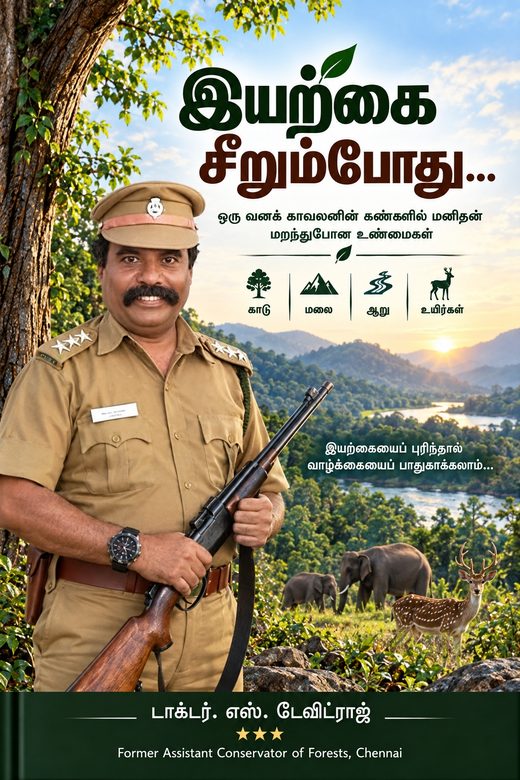 இயற்கை
சீறும்போது...
ஒரு வனக் காவலனின் கண்களில் மனிதன்
மறந்துபோன உண்மைகள்
காடு
மலை
ஆறு
உயிர்கள்
இயற்கையைப் புரிந்தால்
வாழ்க்கையைப் பாதுகாக்கலாம்...
டாக்டர். எஸ். டேவிட்ராஜ்
Former Assistant Conservator of Forests, Chennai